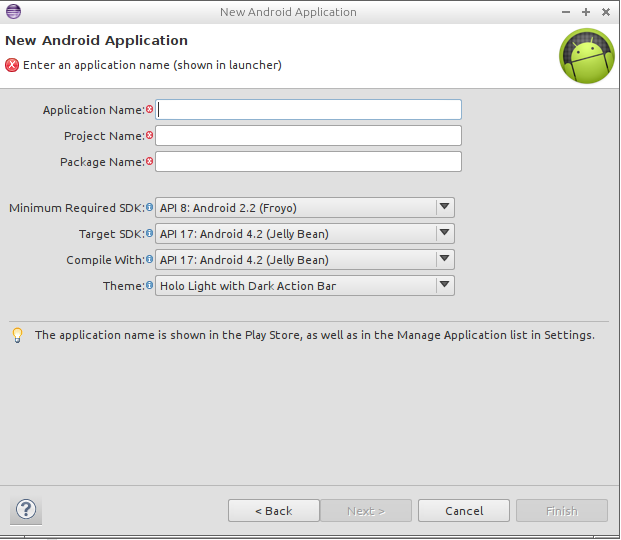 New Android Application
New Android Application
Enter an application name (shown in launcher)
Application Name:
Project Name:
Package Name:
Minimum Required SDK: API 8: Android 2.2 (Froyo)
Target SDK: API 17: Android 4.2 (Jelly Bean)
Compile With: API 17: Android 4.2 (Jelly Bean)
Theme: Holo Light with Dark Action Bar
The application name is shown in the Play Store, as well as in the Manage Application list in Settings.
? < Back Next > Cancel Finish